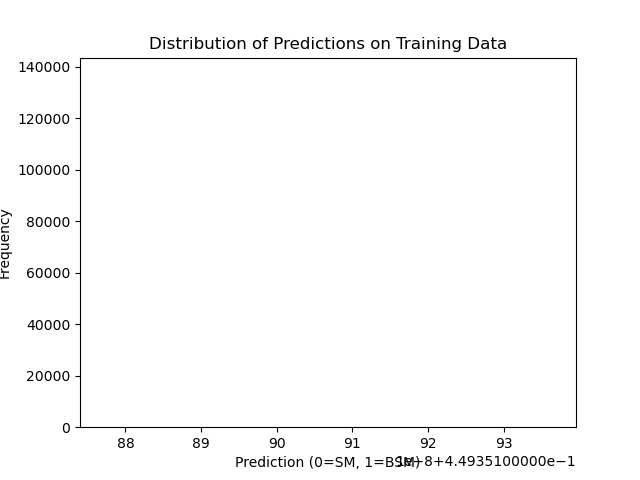 Distribution of Predictions on Training Data
140000
120000
100000
80000
60000
40000
20000
0
Frequency
88 89 90 91 92 93
Prediction (0=SM, 1=BSM)
1e−8+4.4935100000e−1